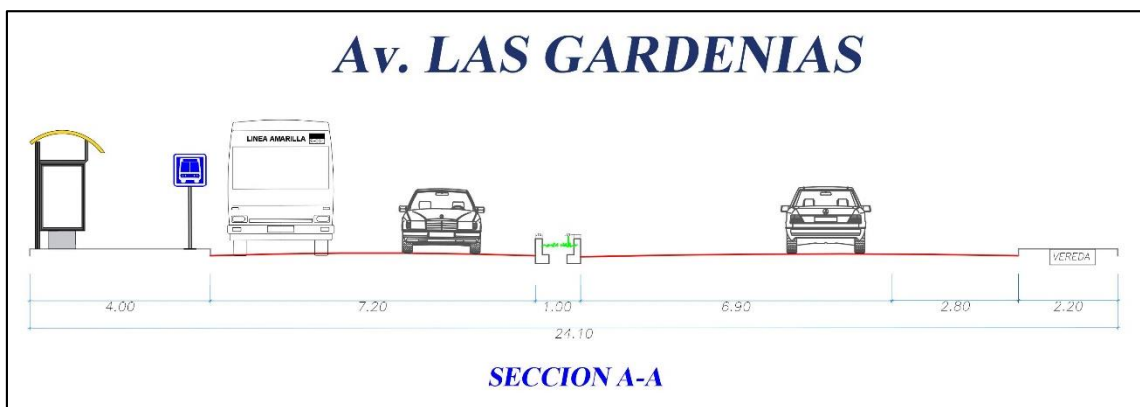 Av. LAS GARDENIAS
LINEA AMARILLA
VEREDA
4.00 7.20 1.00 6.90 2.80 2.20
24.10
SECCION A-A